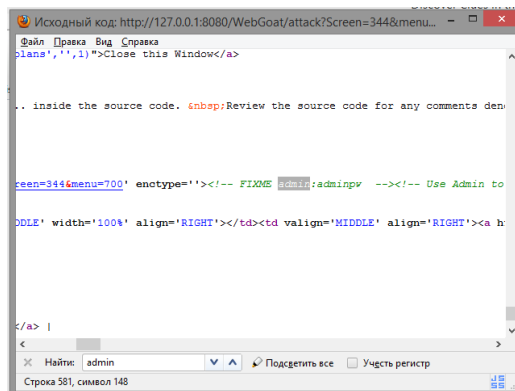 Исходный код: http://127.0.0.1:8080/WebGoat/attack?Screen=344&menu...
Файл Правка Вид Справка
plans','',1)">Close this Window</a>
.. inside the source code. &nbsp;Review the source code for any comments den
reen=344&menu=700' enctype=''><!-- FIXME admin:adminpw --><!-- Use Admin to
DDLE' width='100%' align='RIGHT'></td><td valign='MIDDLE' align='RIGHT'><a h
</a> |
Найти: admin Подсветить все Учесть регистр
Строка 581, символ 148